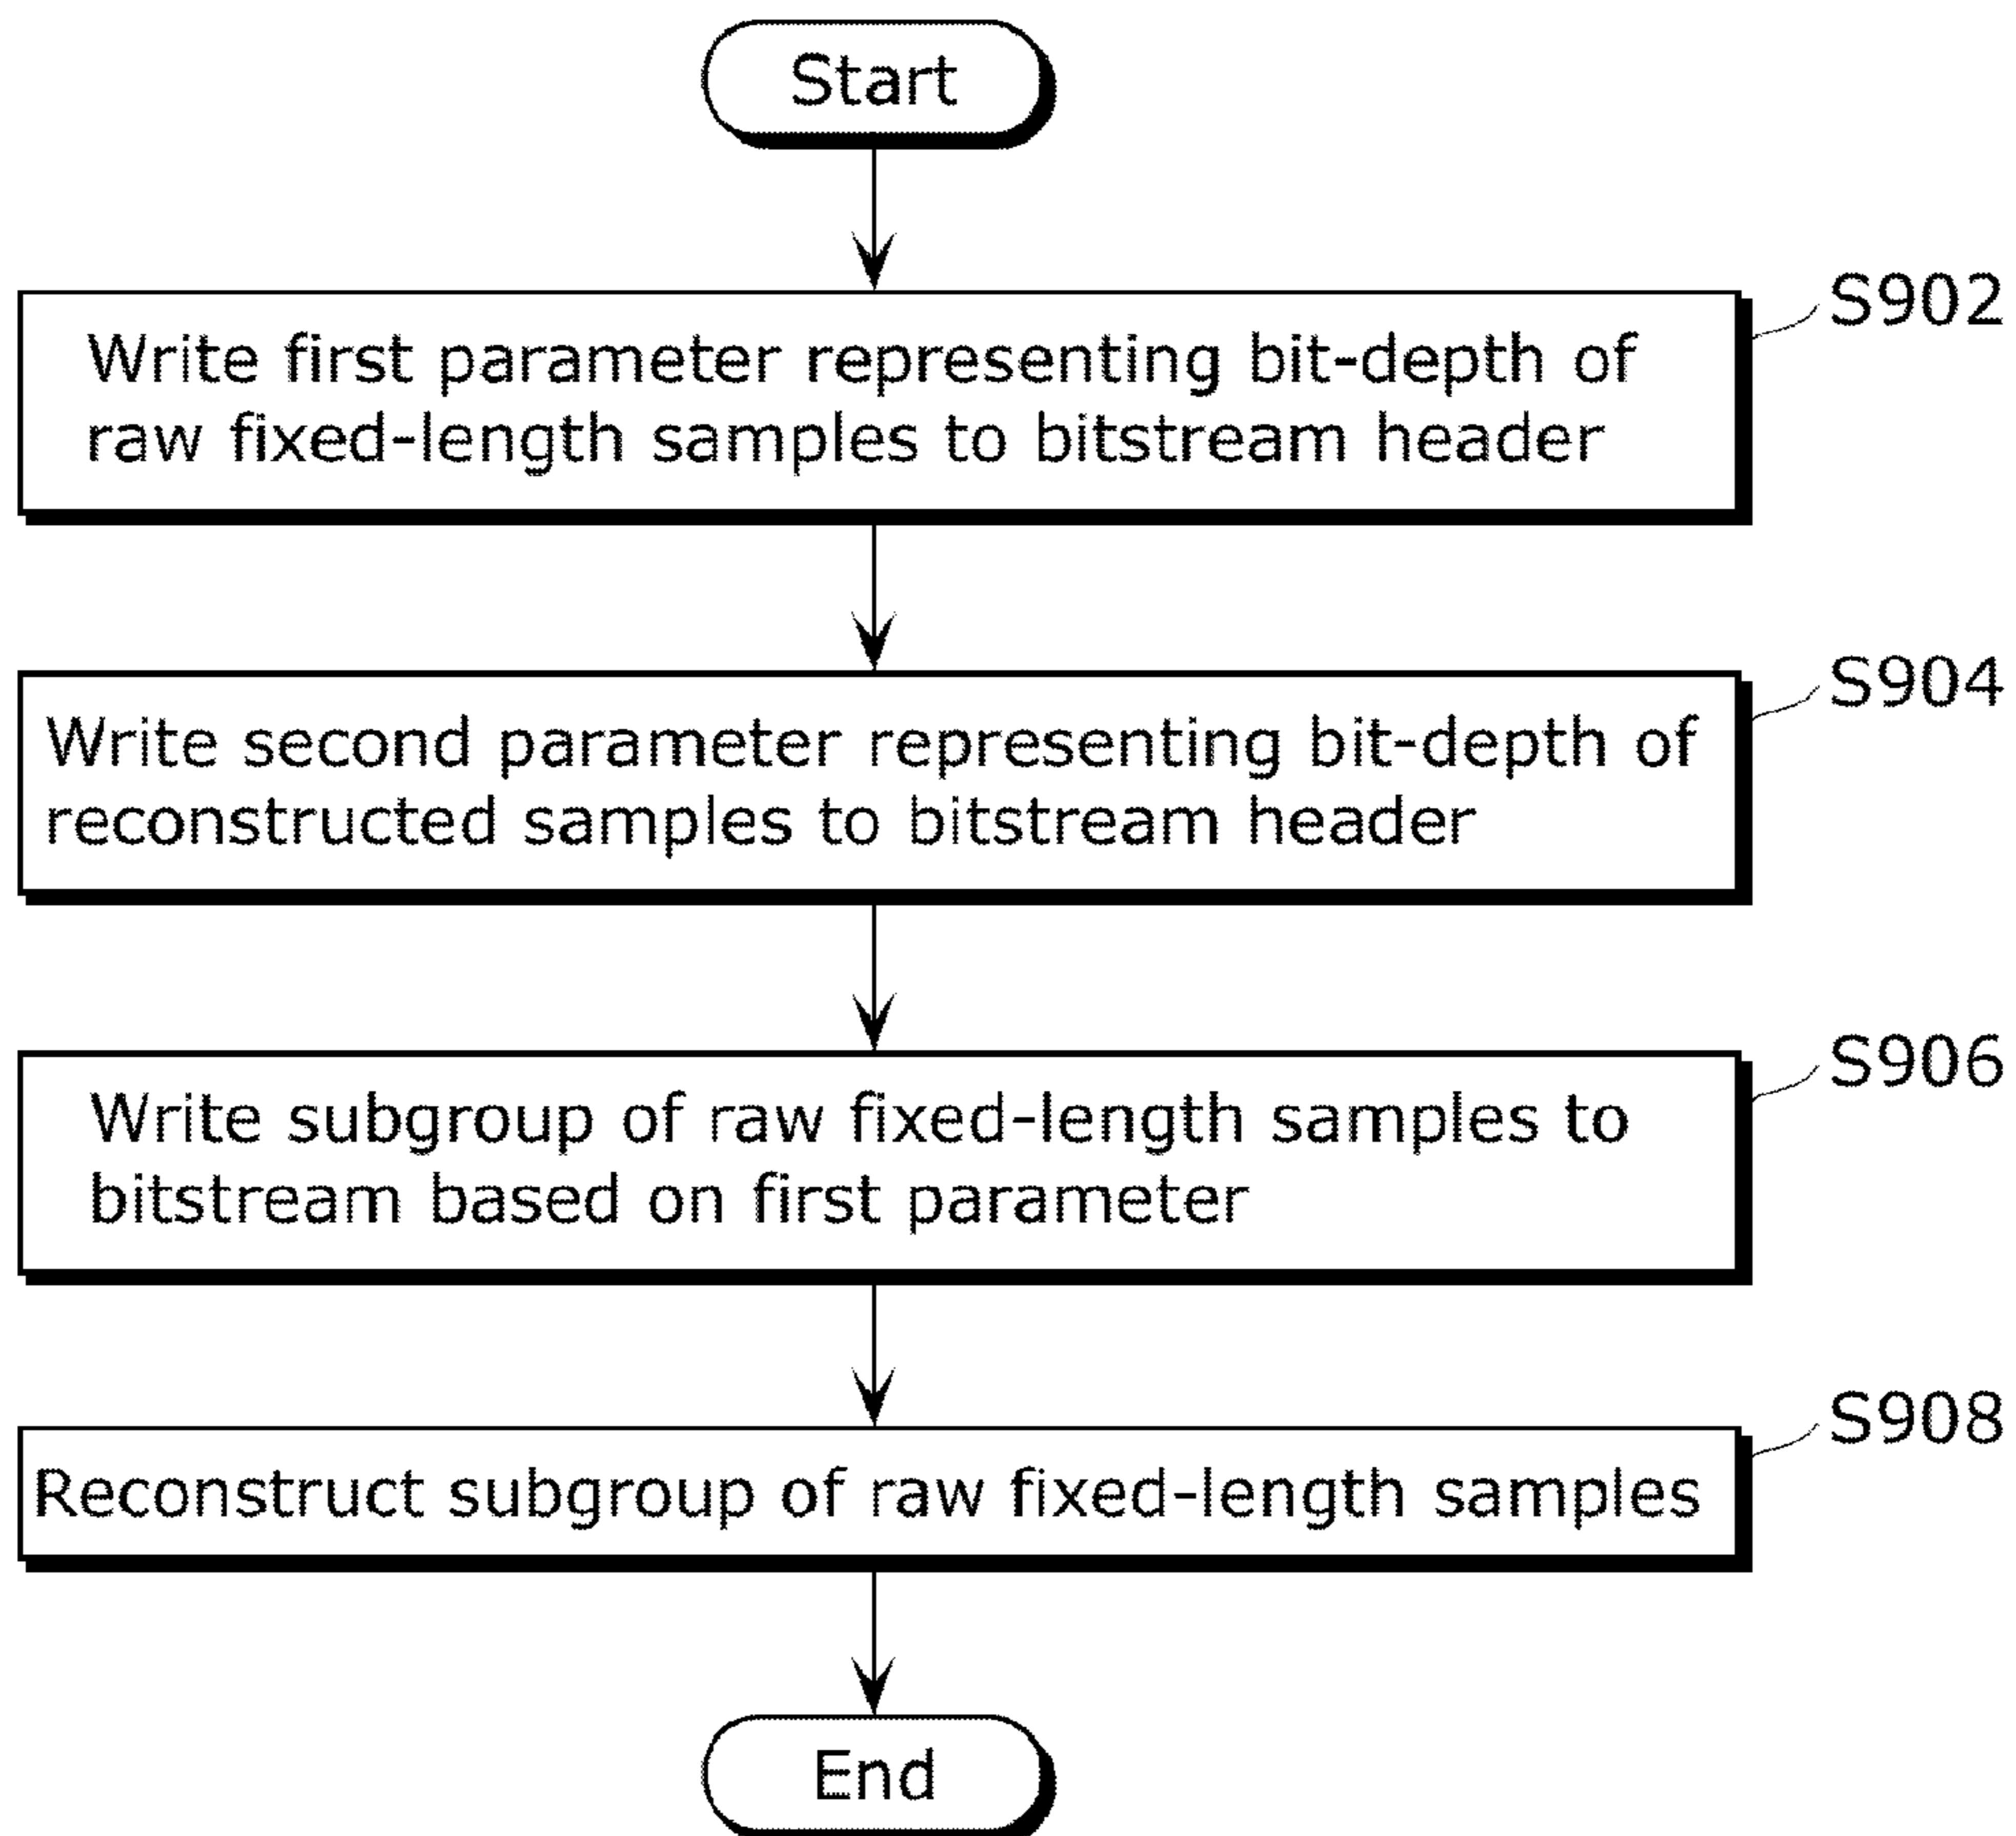 Start
S902
Write first parameter representing bit-depth of
raw fixed-length samples to bitstream header
S904
Write second parameter representing bit-depth of
reconstructed samples to bitstream header
S906
Write subgroup of raw fixed-length samples to
bitstream based on first parameter
S908
Reconstruct subgroup of raw fixed-length samples
End